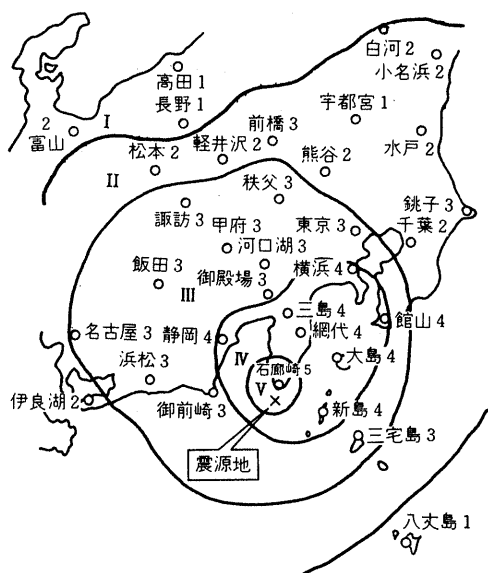 白河2
小名浜2
高田1
長野1
宇都宮1
2
富山
I
前橋3
水戸2
松本2
軽井沢2
熊谷2
II
秩父3
銚子3
諏訪3
甲府3
東京3
千葉2
河口湖3
飯田3
横浜4
御殿場3
III
三島4
館山4
名古屋3
静岡4
網代4
IV
大島4
浜松3
石廊崎5
V
伊良湖2
御前崎3
新島4
三宅島3
震源地
八丈島1